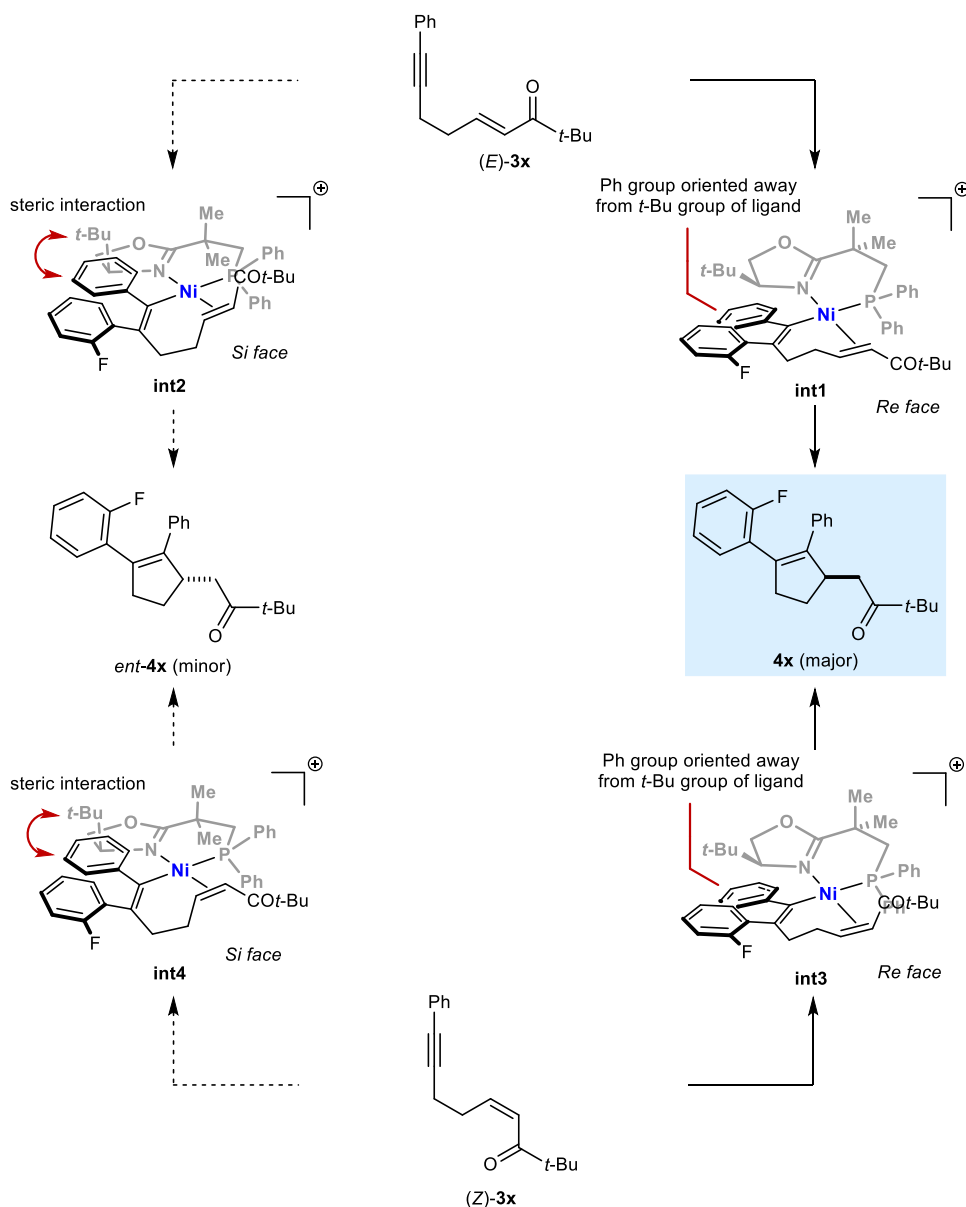 Ph
O
t-Bu
(E)-3x
steric interaction
⊕
t-Bu
O
Me
Me
N
Ni
P
Ph
Ph
COt-Bu
F
Si face
int2
Ph group oriented away
from t-Bu group of ligand
⊕
O
Me
Me
t-Bu
N
Ni
P
Ph
Ph
COt-Bu
F
int1
Re face
F
Ph
t-Bu
O
ent-4x (minor)
F
Ph
t-Bu
O
4x (major)
steric interaction
⊕
t-Bu
O
Me
Me
N
Ni
P
Ph
Ph
COt-Bu
F
Si face
int4
Ph group oriented away
from t-Bu group of ligand
⊕
O
Me
Me
t-Bu
N
Ni
P
Ph
Ph
COt-Bu
F
Re face
int3
Ph
O
t-Bu
(Z)-3x